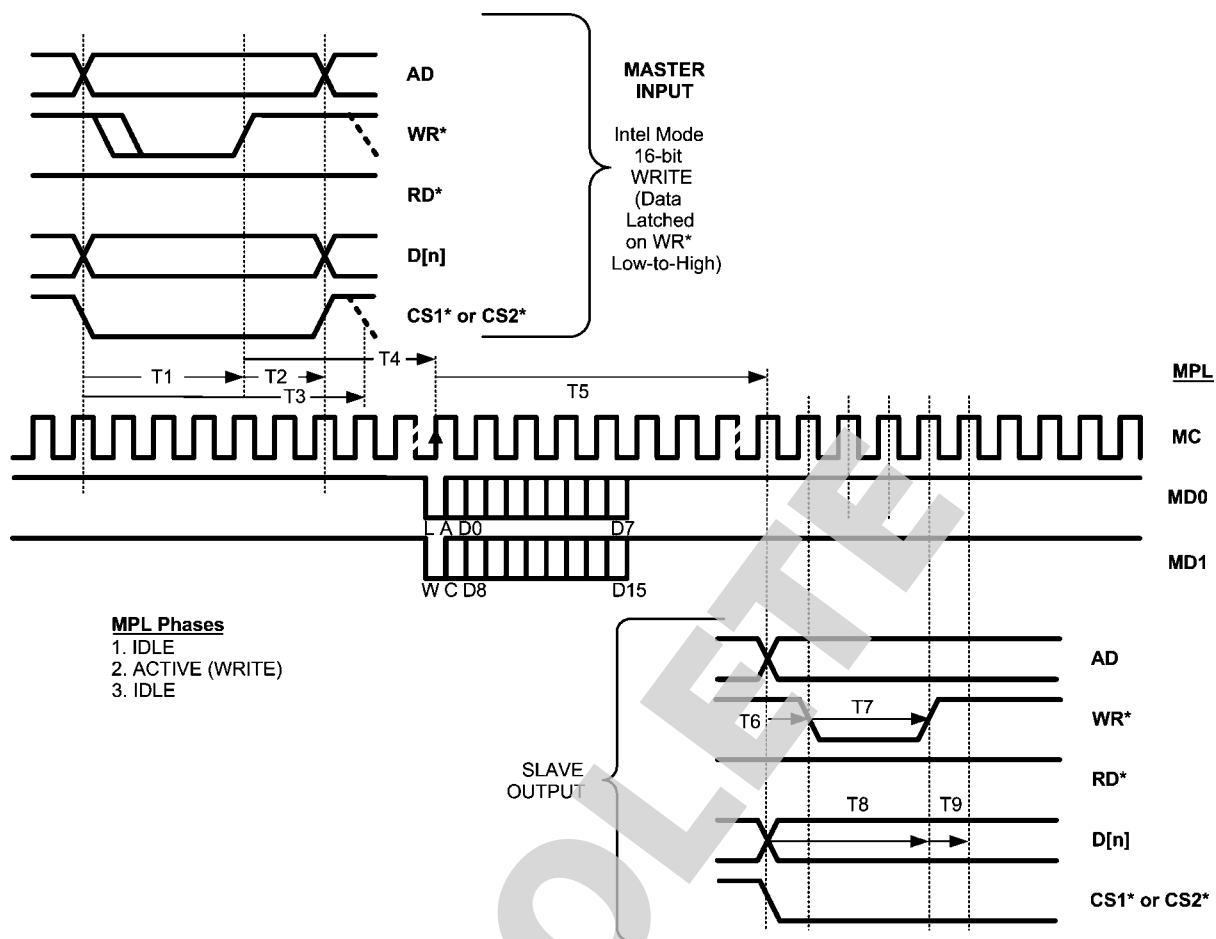 AD
WR*
RD*
D[n]
CS1* or CS2*
MASTER
INPUT
Intel Mode
16-bit
WRITE
(Data
Latched
on WR*
Low-to-High)
T4
T1
T2
T3
T5
MPL
MC
MD0
L A D0
D7
MD1
W C D8
D15
MPL Phases
1. IDLE
2. ACTIVE (WRITE)
3. IDLE
SLAVE
OUTPUT
AD
T6
T7
WR*
RD*
T8
T9
D[n]
CS1* or CS2*
OLETE